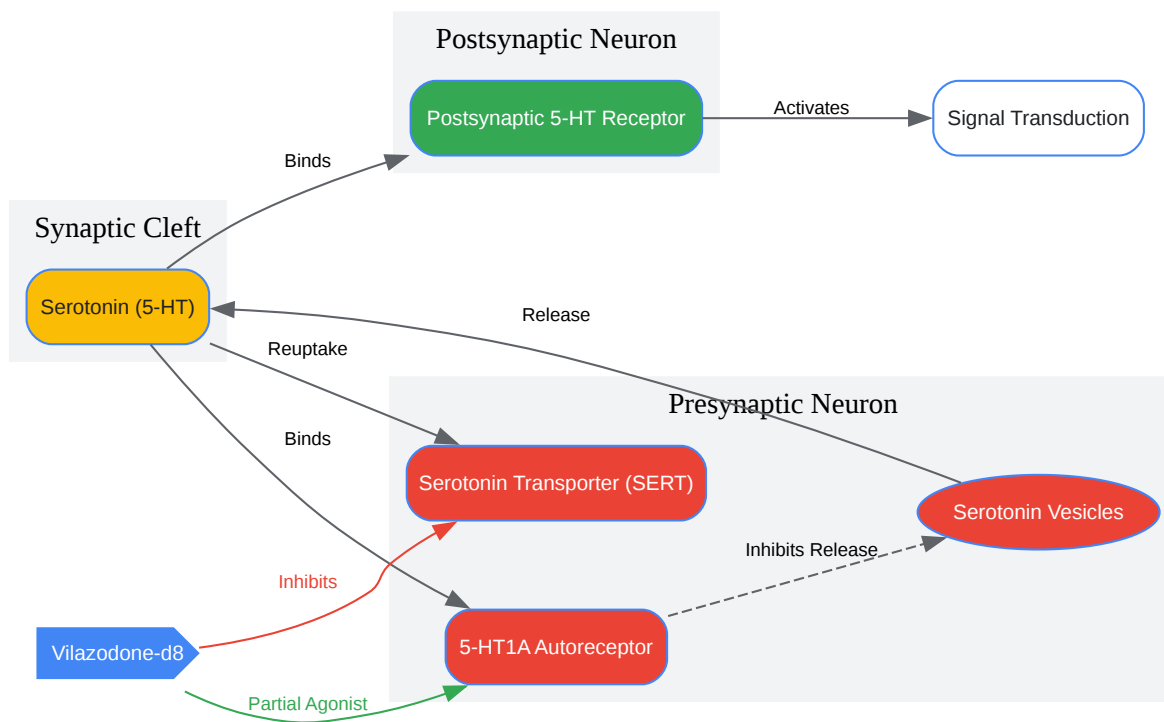 Postsynaptic Neuron
Postsynaptic 5-HT Receptor
Activates
Signal Transduction
Binds
Synaptic Cleft
Serotonin (5-HT)
Release
Reuptake
Presynaptic Neuron
Binds
Serotonin Transporter (SERT)
Serotonin Vesicles
Inhibits Release
Inhibits
5-HT1A Autoreceptor
Vilazodone-d8
Partial Agonist